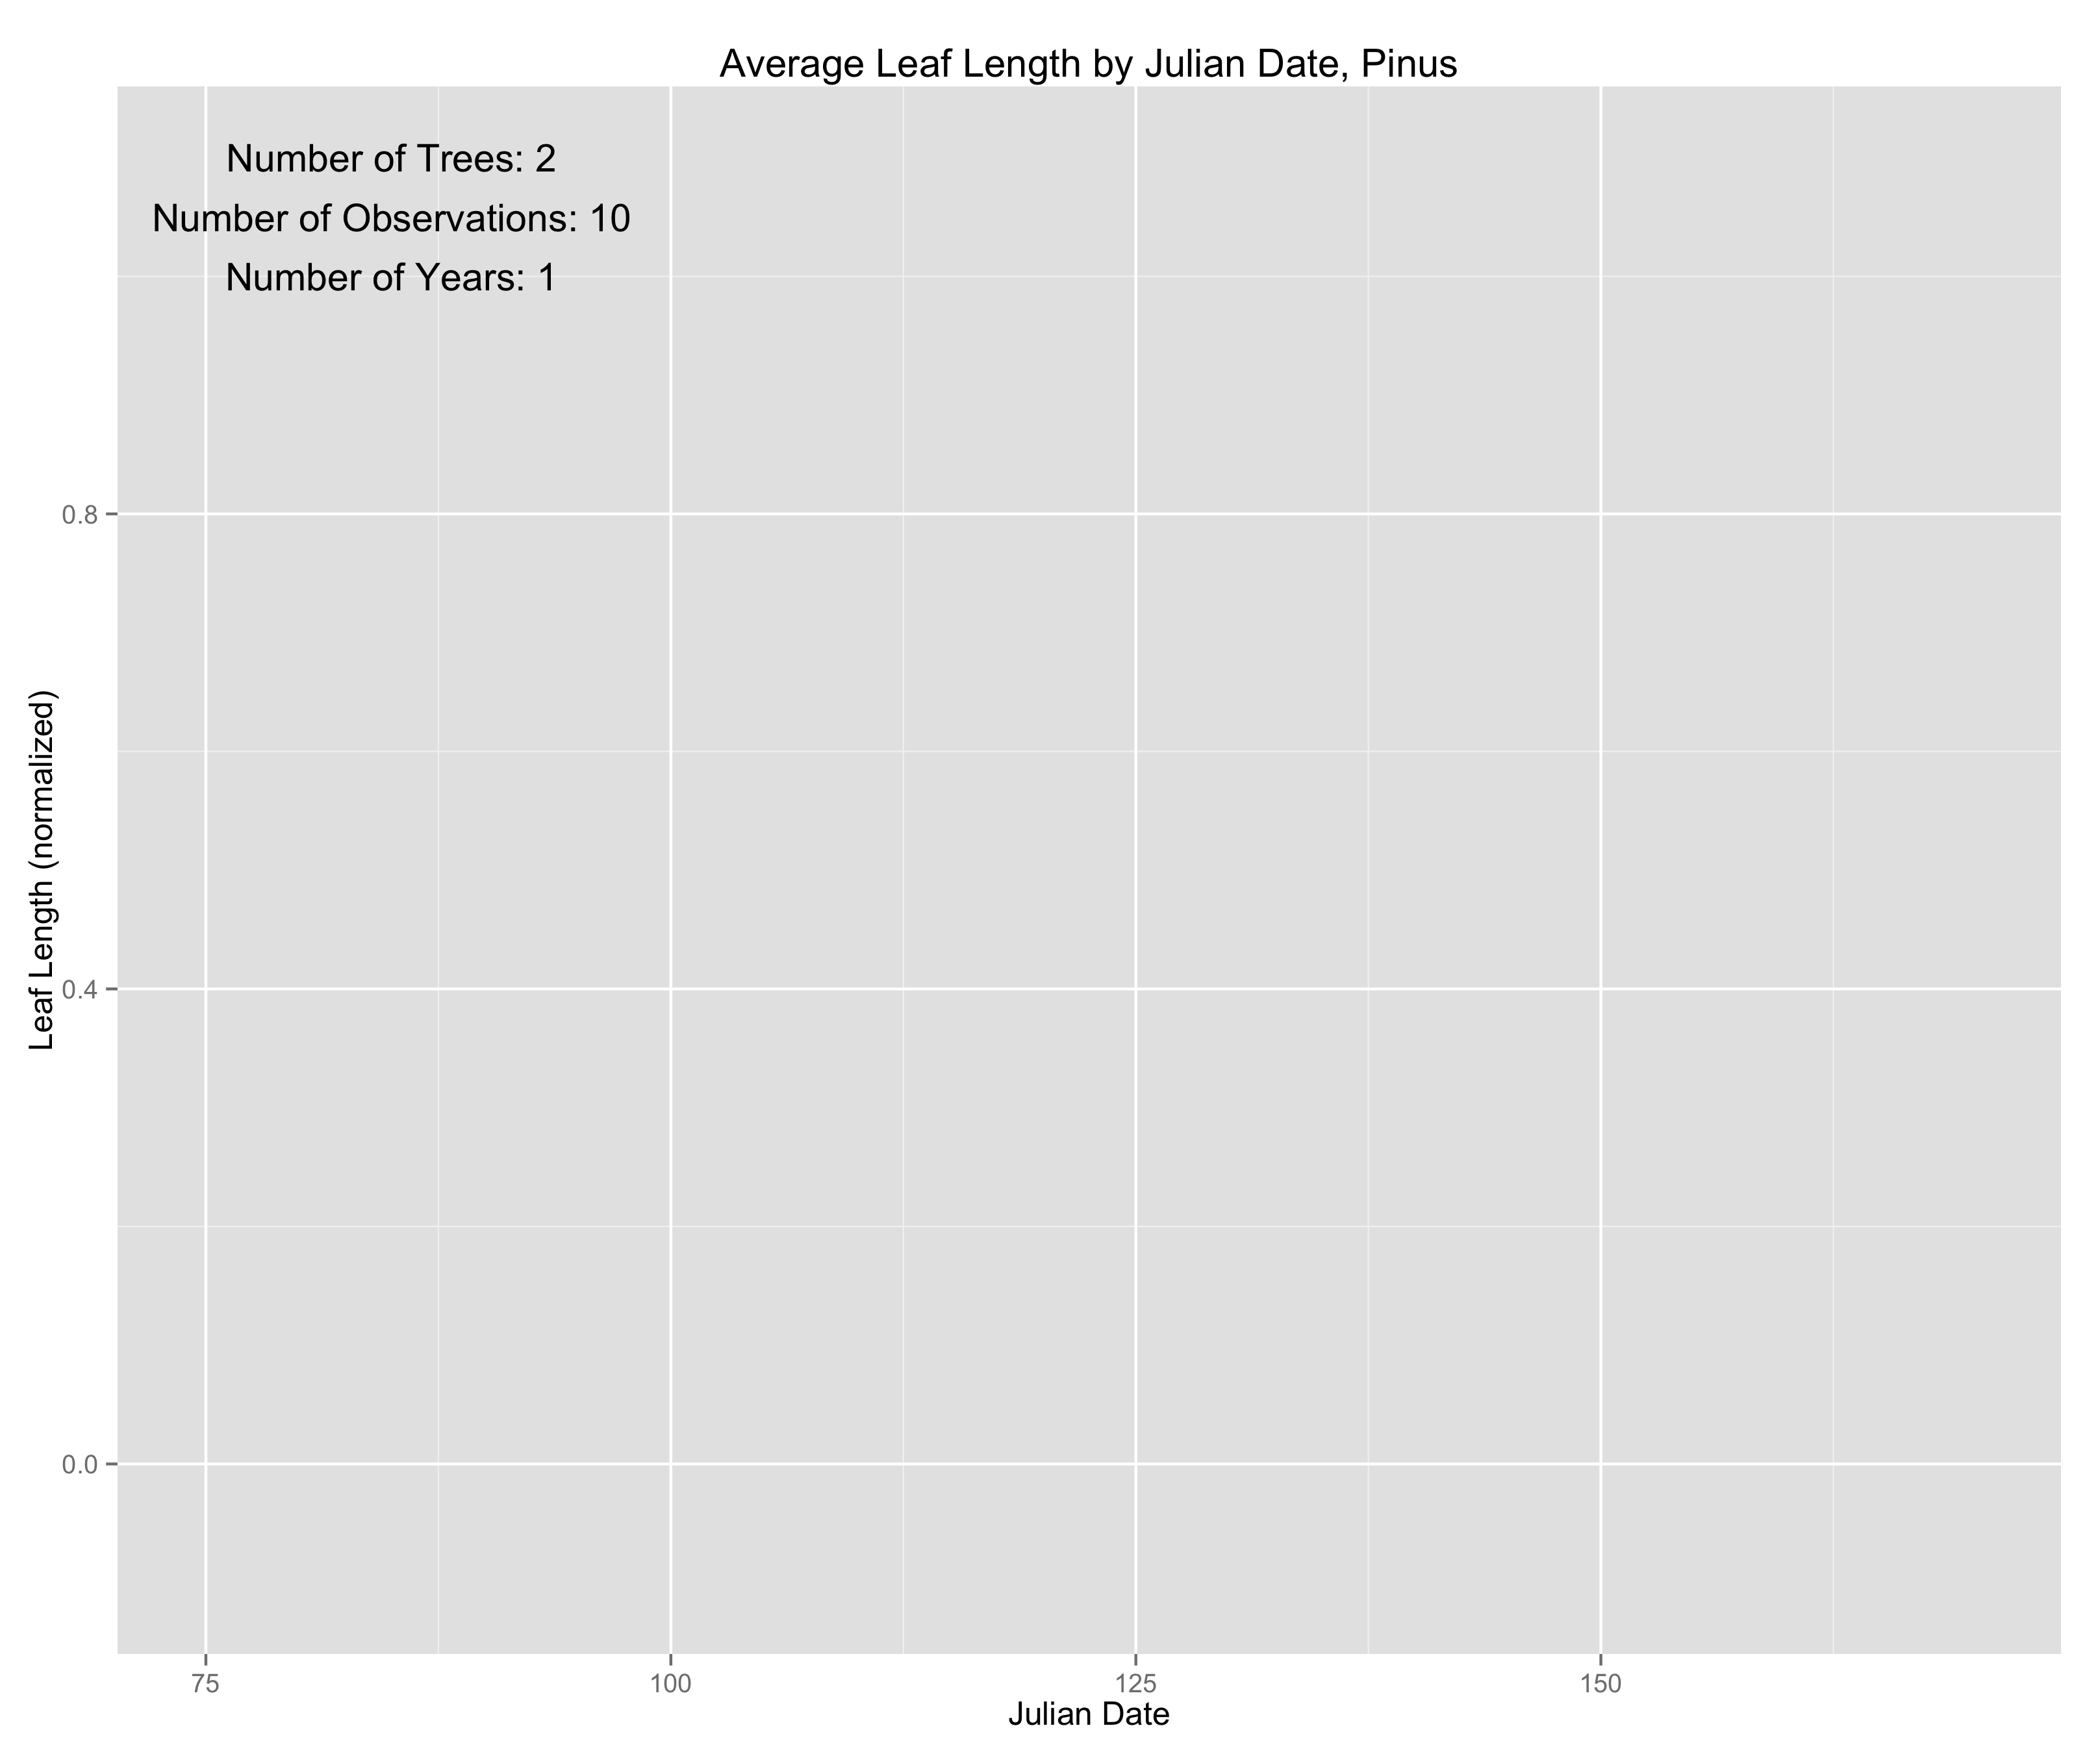 Average Leaf Length by Julian Date, Pinus
Number of Trees: 2
Number of Observations: 10
Number of Years: 1
Leaf Length (normalized)
0.8
0.4
0.0
75
100
125
150
Julian Date